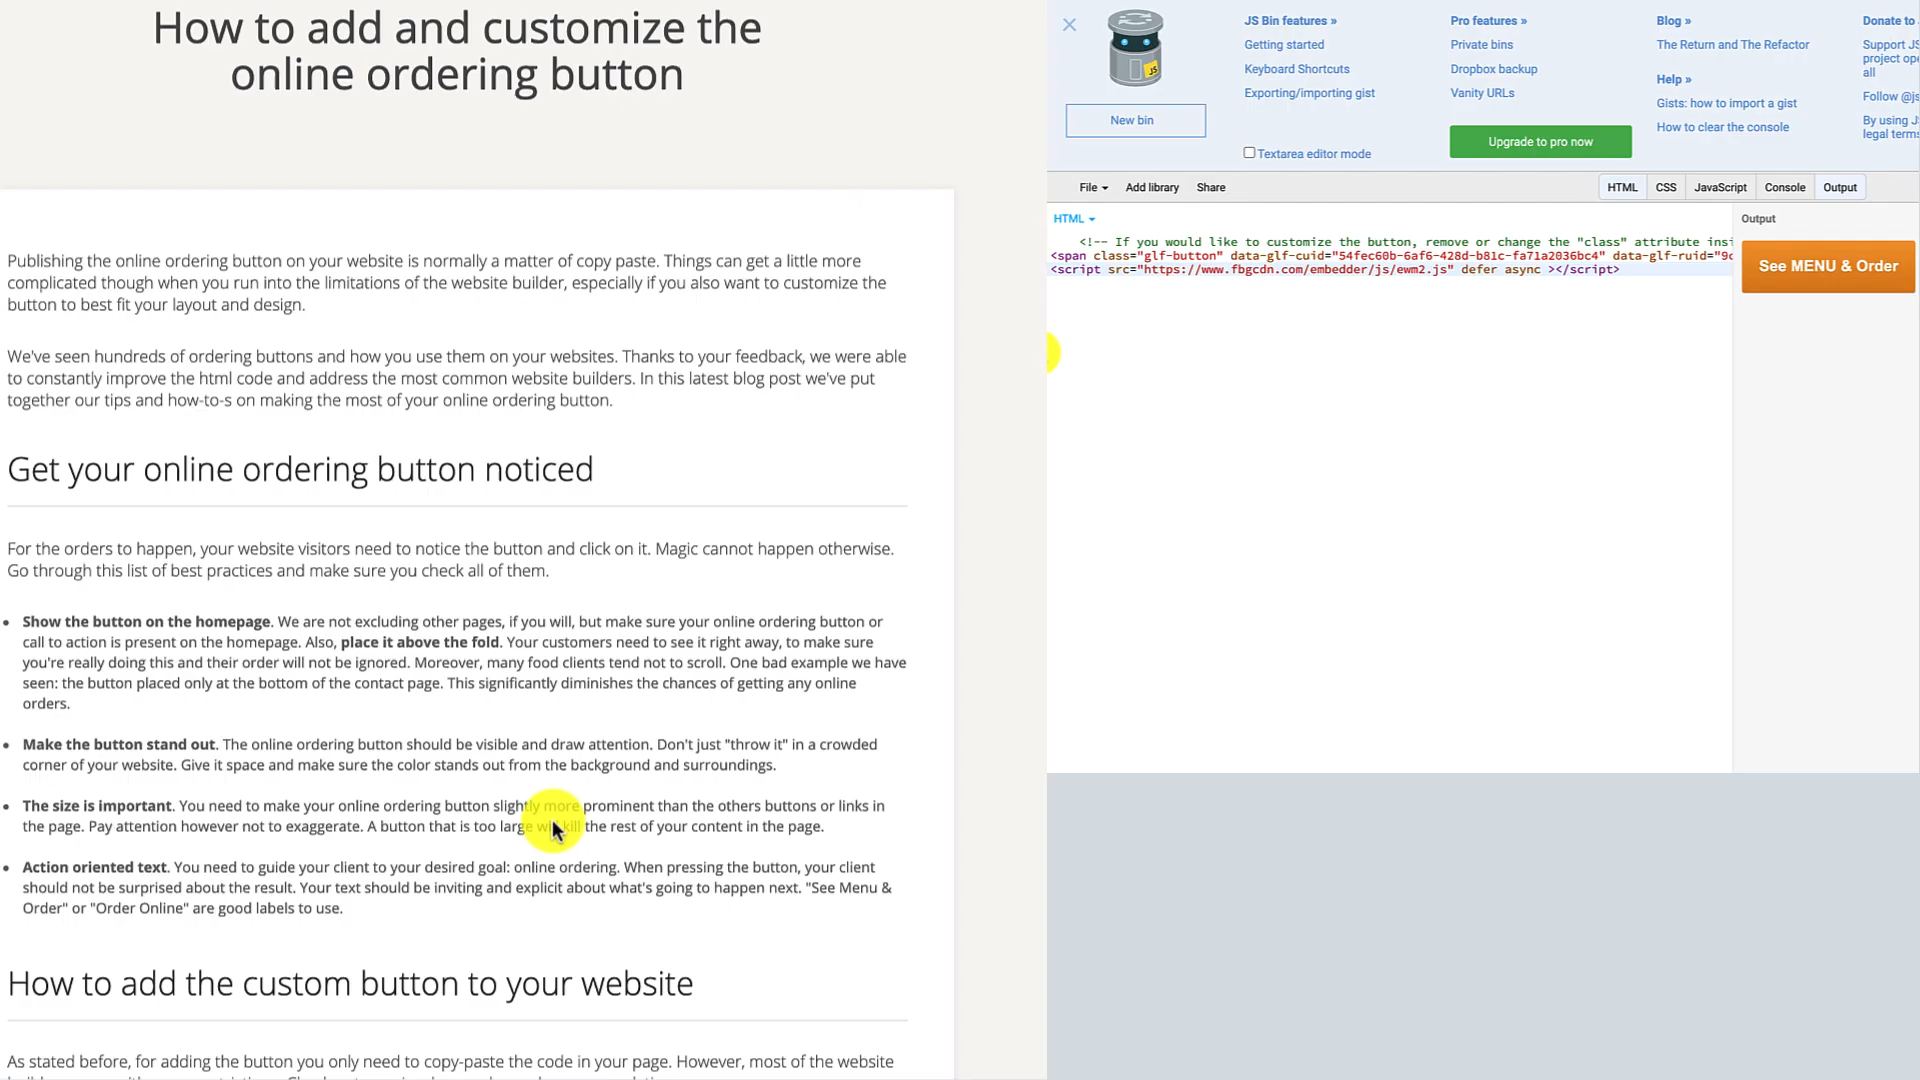 How to add and customize the
online ordering button
Publishing the online ordering button on your website is normally a matter of copy paste. Things can get a little more
complicated though when you run into the limitations of the website builder, especially if you also want to customize the
button to best fit your layout and design.
We've seen hundreds of ordering buttons and how you use them on your websites. Thanks to your feedback, we were able
to constantly improve the html code and address the most common website builders. In this latest blog post we've put
together our tips and how-to-s on making the most of your online ordering button.
Get your online ordering button noticed
For the orders to happen, your website visitors need to notice the button and click on it. Magic cannot happen otherwise.
Go through this list of best practices and make sure you check all of them.
• Show the button on the homepage. We are not excluding other pages, if you will, but make sure your online ordering button or
call to action is present on the homepage. Also, place it above the fold. Your customers need to see it right away, to make sure
you're really doing this and their order will not be ignored. Moreover, many food clients tend not to scroll. One bad example we have
seen: the button placed only at the bottom of the contact page. This significantly diminishes the chances of getting any online
orders.
• Make the button stand out. The online ordering button should be visible and draw attention. Don't just "throw it" in a crowded
corner of your website. Give it space and make sure the color stands out from the background and surroundings.
• The size is important. You need to make your online ordering button slightly more prominent than the others buttons or links in
the page. Pay attention however not to exaggerate. A button that is too large will kill the rest of your content in the page.
• Action oriented text. You need to guide your client to your desired goal: online ordering. When pressing the button, your client
should not be surprised about the result. Your text should be inviting and explicit about what's going to happen next. "See Menu &
Order" or "Order Online" are good labels to use.
How to add the custom button to your website
As stated before, for adding the button you only need to copy-paste the code in your page. However, most of the website
JS
New bin
JS Bin features »
Getting started
Keyboard Shortcuts
Exporting/importing gist
Textarea editor mode
Pro features »
Private bins
Dropbox backup
Vanity URLs
Upgrade to pro now
Blog »
The Return and The Refactor
Help »
Gists: how to import a gist
How to clear the console
Donate to
Support JS
project ope
all
Follow @js
By using J
legal terms
File
Add library
Share
HTML
CSS
JavaScript
Console
Output
HTML
<!-- If you would like to customize the button, remove or change the "class" attribute insi
<span class="glf-button" data-glf-cuid="54fec60b-6af6-428d-b81c-fa71a2036bc4" data-glf-ruid="9c
<script src="https://www.fbgcdn.com/embedder/js/ewm2.js" defer async ></script>
Output
See MENU & Order